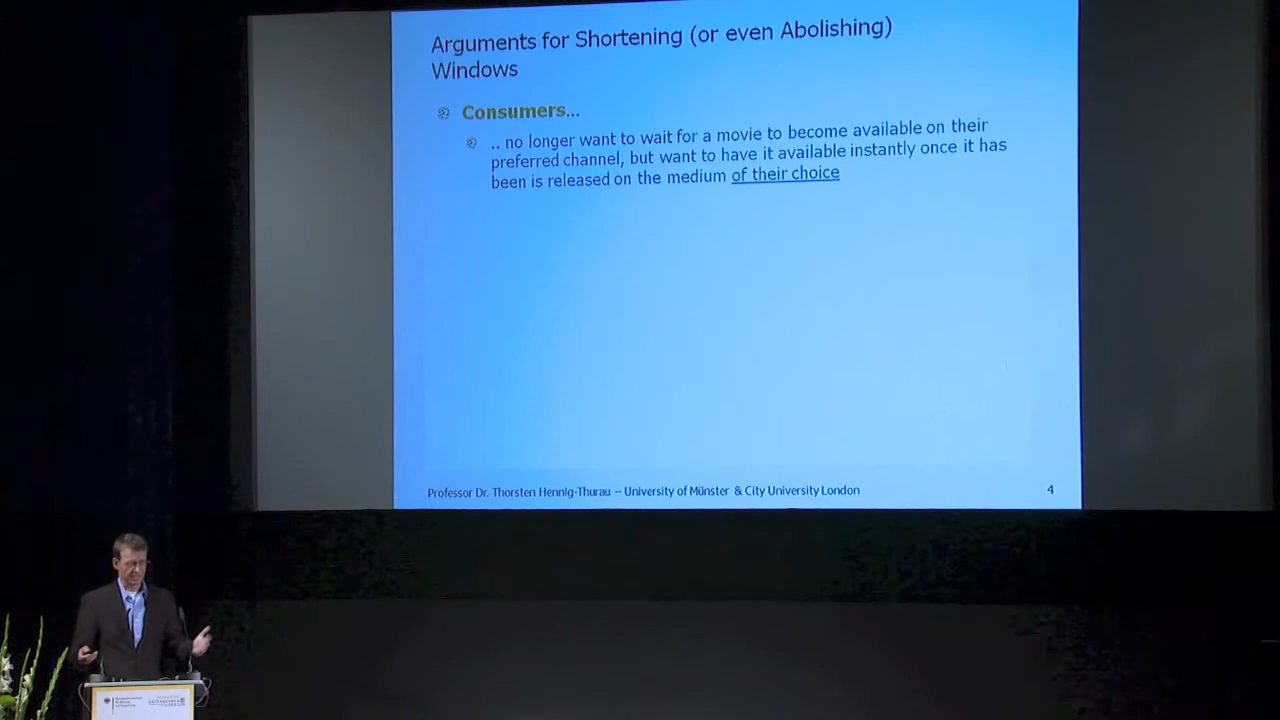 Arguments for Shortening (or even Abolishing)
Windows
Consumers...
.. no longer want to wait for a movie to become available on their
preferred channel, but want to have it available instantly once it has
been is released on the medium of their choice
Professor Dr. Thorsten Hennig-Thurau – University of Münster & City University London
4